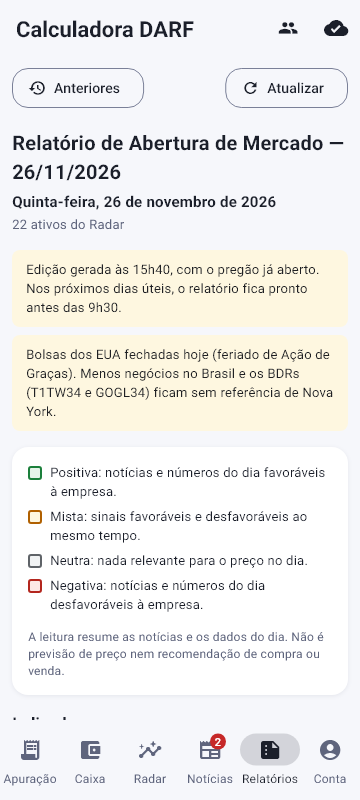 Calculadora DARF
Anteriores
Atualizar
Relatório de Abertura de Mercado —
26/11/2026
Quinta-feira, 26 de novembro de 2026
22 ativos do Radar
Edição gerada às 15h40, com o pregão já aberto.
Nos próximos dias úteis, o relatório fica pronto
antes das 9h30.
Bolsas dos EUA fechadas hoje (feriado de Ação de
Graças). Menos negócios no Brasil e os BDRs
(T1TW34 e GOGL34) ficam sem referência de Nova
York.
Positiva: notícias e números do dia favoráveis
à empresa.
Mista: sinais favoráveis e desfavoráveis ao
mesmo tempo.
Neutra: nada relevante para o preço no dia.
Negativa: notícias e números do dia
desfavoráveis à empresa.
A leitura resume as notícias e os dados do dia. Não é
previsão de preço nem recomendação de compra ou
venda.
2
Apuração
Caixa
Radar
Notícias
Relatórios
Conta